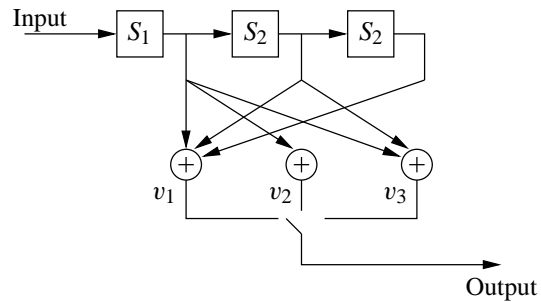 Input
S1 S2 S2
+ + +
v1 v2 v3
Output